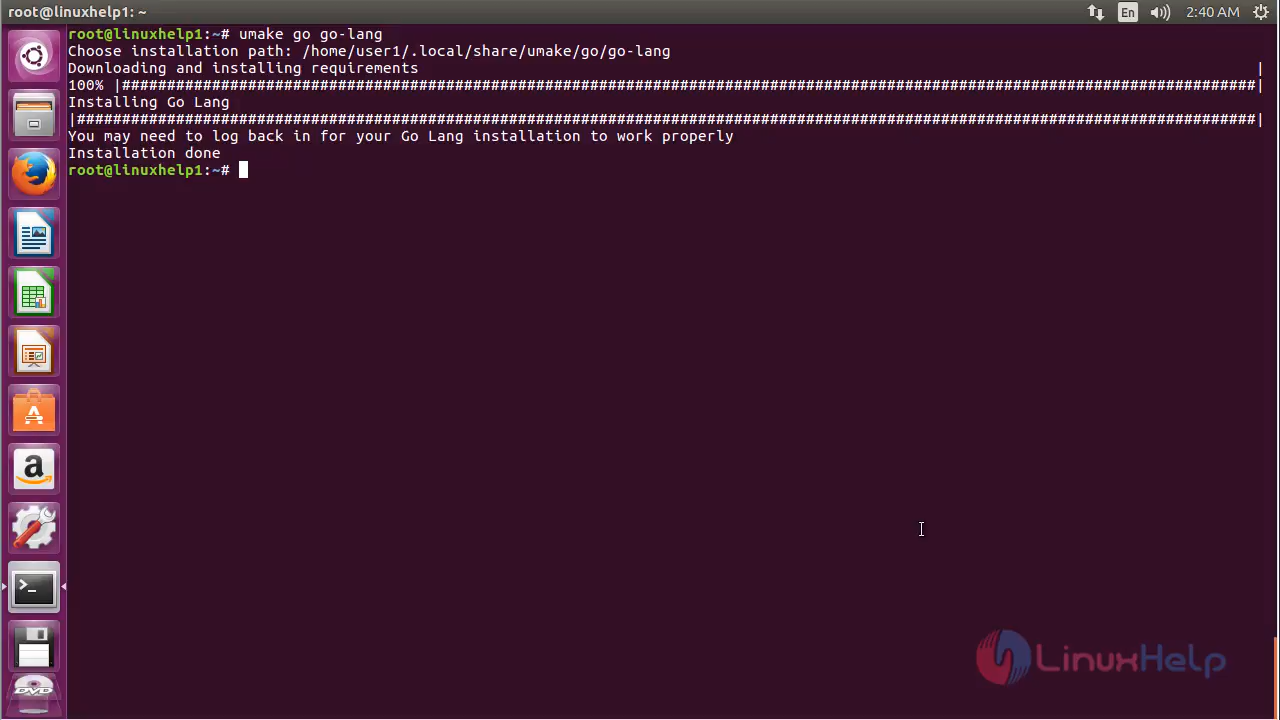 root@linuxhelp1: ~
En
2:40 AM
root@linuxhelp1:~# umake go go-lang
Choose installation path: /home/user1/.local/share/umake/go/go-lang
Downloading and installing requirements |
100% |##############################################################################################################################|
Installing Go Lang
|###################################################################################################################################|
You may need to log back in for your Go Lang installation to work properly
Installation done
root@linuxhelp1:~#
A
a
>_
DVD
LinuxHelp